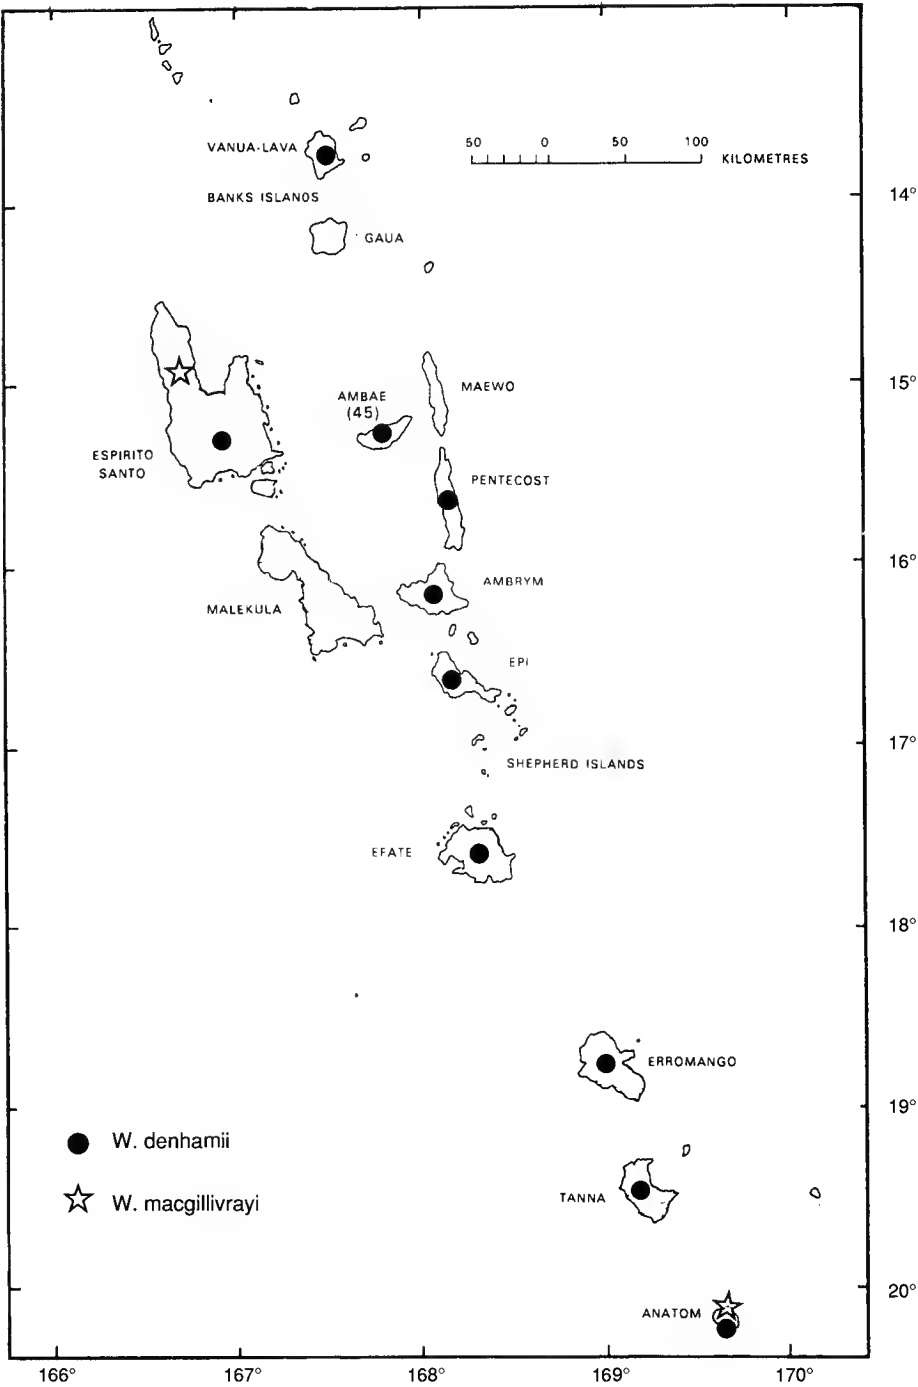 50 0 50 100
KILOMETRES
VANUA-LAVA
BANKS ISLANOS
GAUA
14°
15°
MAEWO
AMBAE
(45)
ESPIRITO
SANTO
PENTECOST
16°
AMBRYM
MALEKULA
EPI
17°
SHEPHERD ISLANDS
EFATE
18°
ERROMANGO
19°
W. denhamii
W. macgillivrayi
TANNA
20°
ANATOM
166° 167° 168° 169° 170°